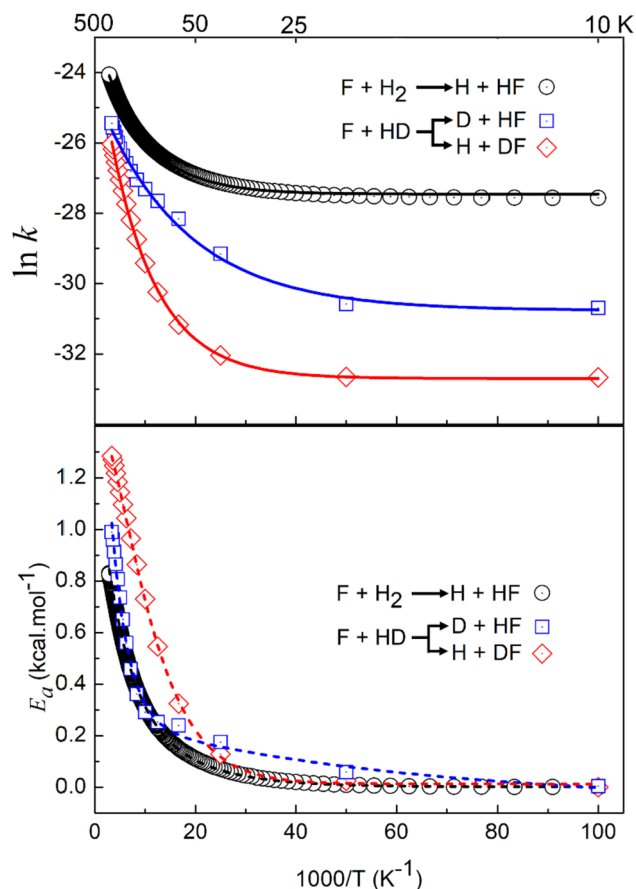 500 50 25 10 K
-24
F + H2 H + HF
-26
F + HD D + HF
H + DF
-28
ln k
-30
-32
1.2
1.0
0.8
F + H2 H + HF
0.6
F + HD D + HF
H + DF
Ea (kcal.mol-1)
0.4
0.2
0.0
0 20 40 60 80 100
1000/T (K-1)